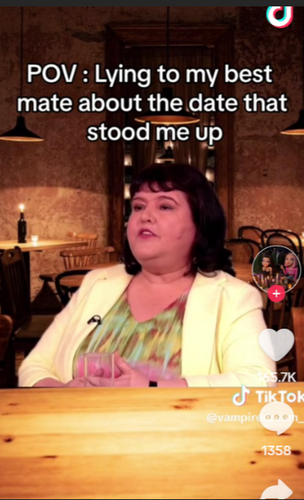 POV : Lying to my best
mate about the date that
stood me up
TikTok
1358